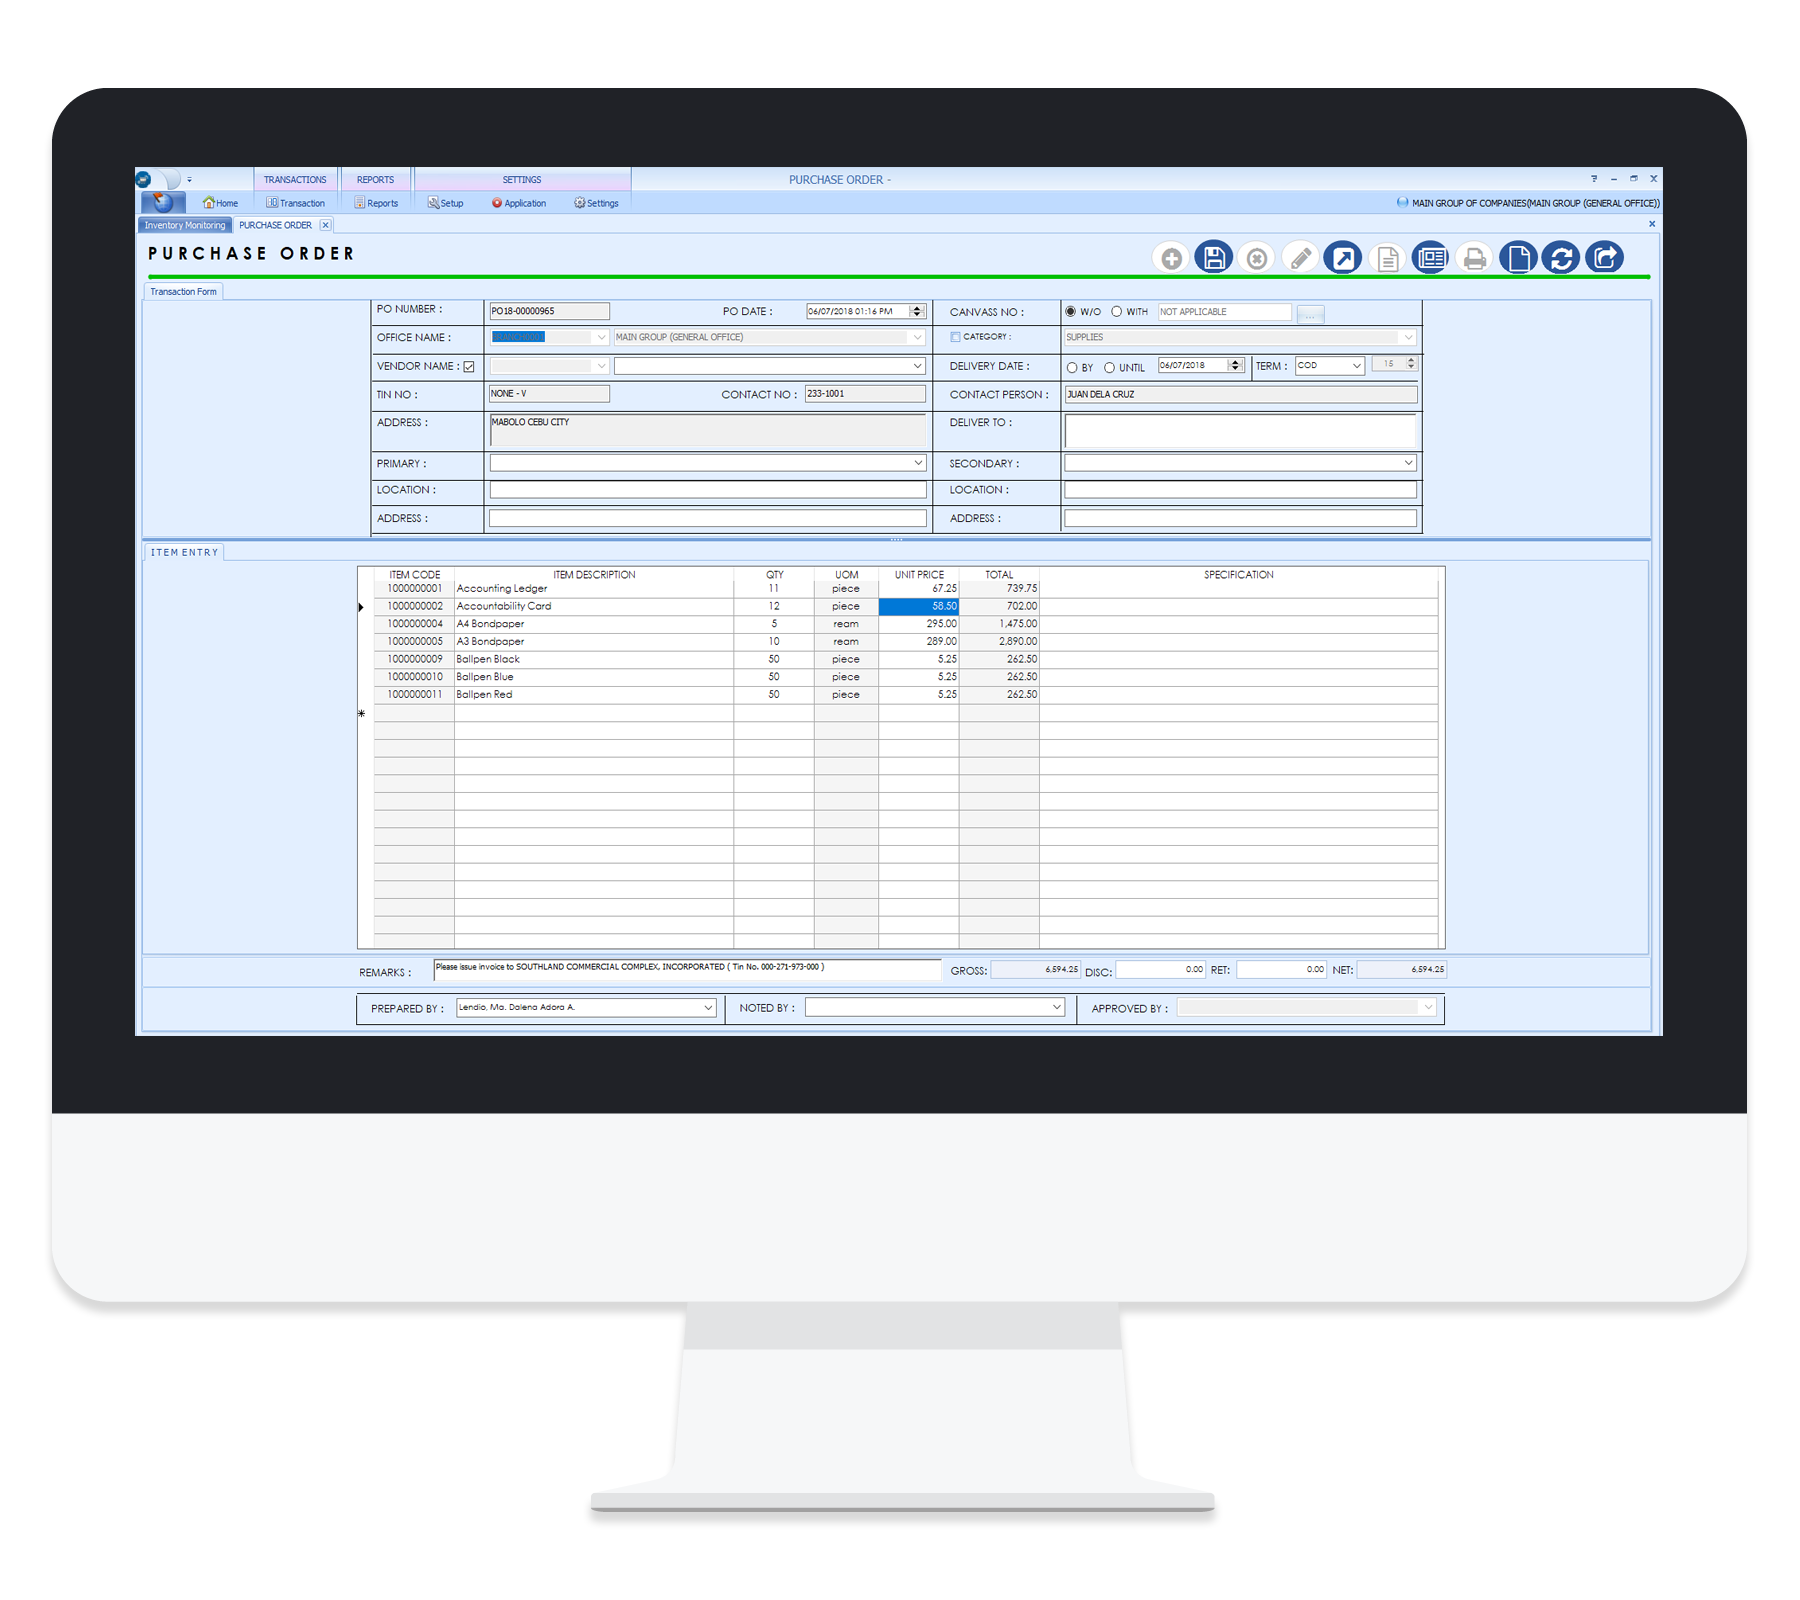 TRANSACTIONS REPORTS SETTINGS PURCHASE ORDER -
Home Transaction Reports Setup Application Settings MAIN GROUP OF COMPANIES(MAIN GROUP (GENERAL OFFICE))
Inventory Monitoring PURCHASE ORDER
PURCHASE ORDER
Transaction Form
PO NUMBER : PO18-00000965 PO DATE : 06/07/2018 01:16 PM CANVASS NO : W/O WITH NOT APPLICABLE ...
OFFICE NAME : MAIN GROUP (GENERAL OFFICE) CATEGORY : SUPPLIES
VENDOR NAME : DELIVERY DATE : BY UNTIL 06/07/2018 TERM : COD 15
TIN NO : NONE - V CONTACT NO : 233-1001 CONTACT PERSON : JUAN DELA CRUZ
ADDRESS : MABOLO CEBU CITY DELIVER TO :
PRIMARY : SECONDARY :
LOCATION : LOCATION :
ADDRESS : ADDRESS :
ITEM ENTRY
ITEM CODE ITEM DESCRIPTION QTY UOM UNIT PRICE TOTAL SPECIFICATION
1000000001 Accounting Ledger 11 piece 67.25 739.75
1000000002 Accountability Card 12 piece 58.50 702.00
1000000004 A4 Bondpaper 5 ream 295.00 1,475.00
1000000005 A3 Bondpaper 10 ream 289.00 2,890.00
1000000009 Ballpen Black 50 piece 5.25 262.50
1000000010 Ballpen Blue 50 piece 5.25 262.50
1000000011 Ballpen Red 50 piece 5.25 262.50
REMARKS : Please issue invoice to SOUTHLAND COMMERCIAL COMPLEX, INCORPORATED ( Tin No. 000-271-973-000 ) GROSS: 6,594.25 DISC: 0.00 RET: 0.00 NET: 6,594.25
PREPARED BY : Lendio, Ma. Dalena Adora A. NOTED BY : APPROVED BY :